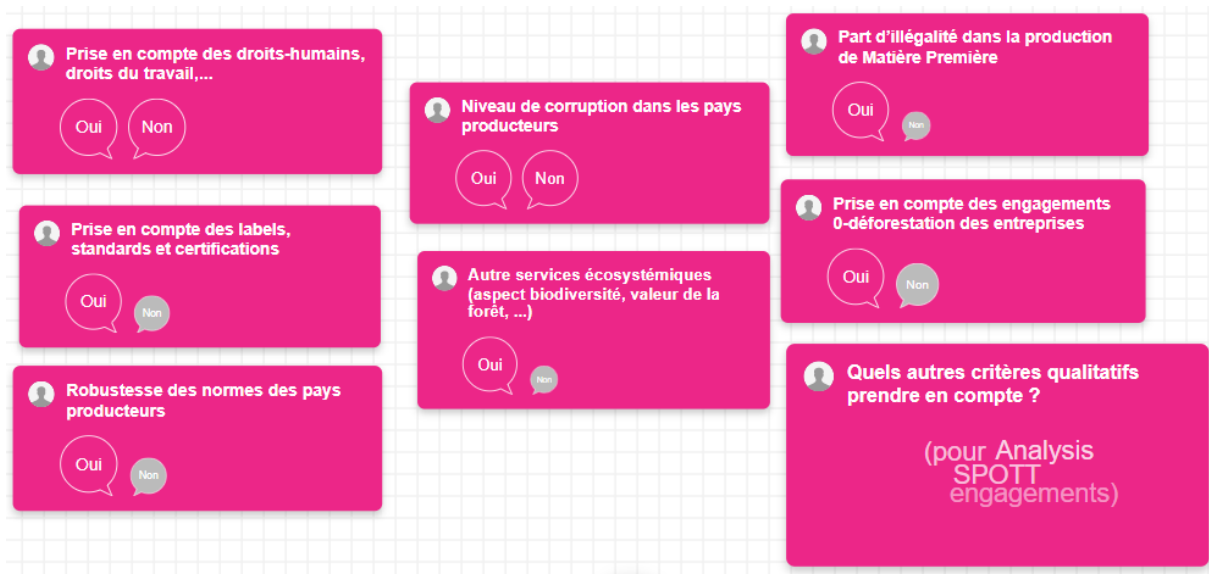 Prise en compte des droits-humains,
droits du travail,...
Oui Non
Prise en compte des labels,
standards et certifications
Oui Non
Robustesse des normes des pays
producteurs
Oui Non
Niveau de corruption dans les pays
producteurs
Oui Non
Autre services écosystémiques
(aspect biodiversité, valeur de la
forêt, ...)
Oui Non
Part d'illégalité dans la production
de Matière Première
Oui Non
Prise en compte des engagements
0-déforestation des entreprises
Oui Non
Quels autres critères qualitatifs
prendre en compte ?
(pour Analysis
SPOTT
engagements)